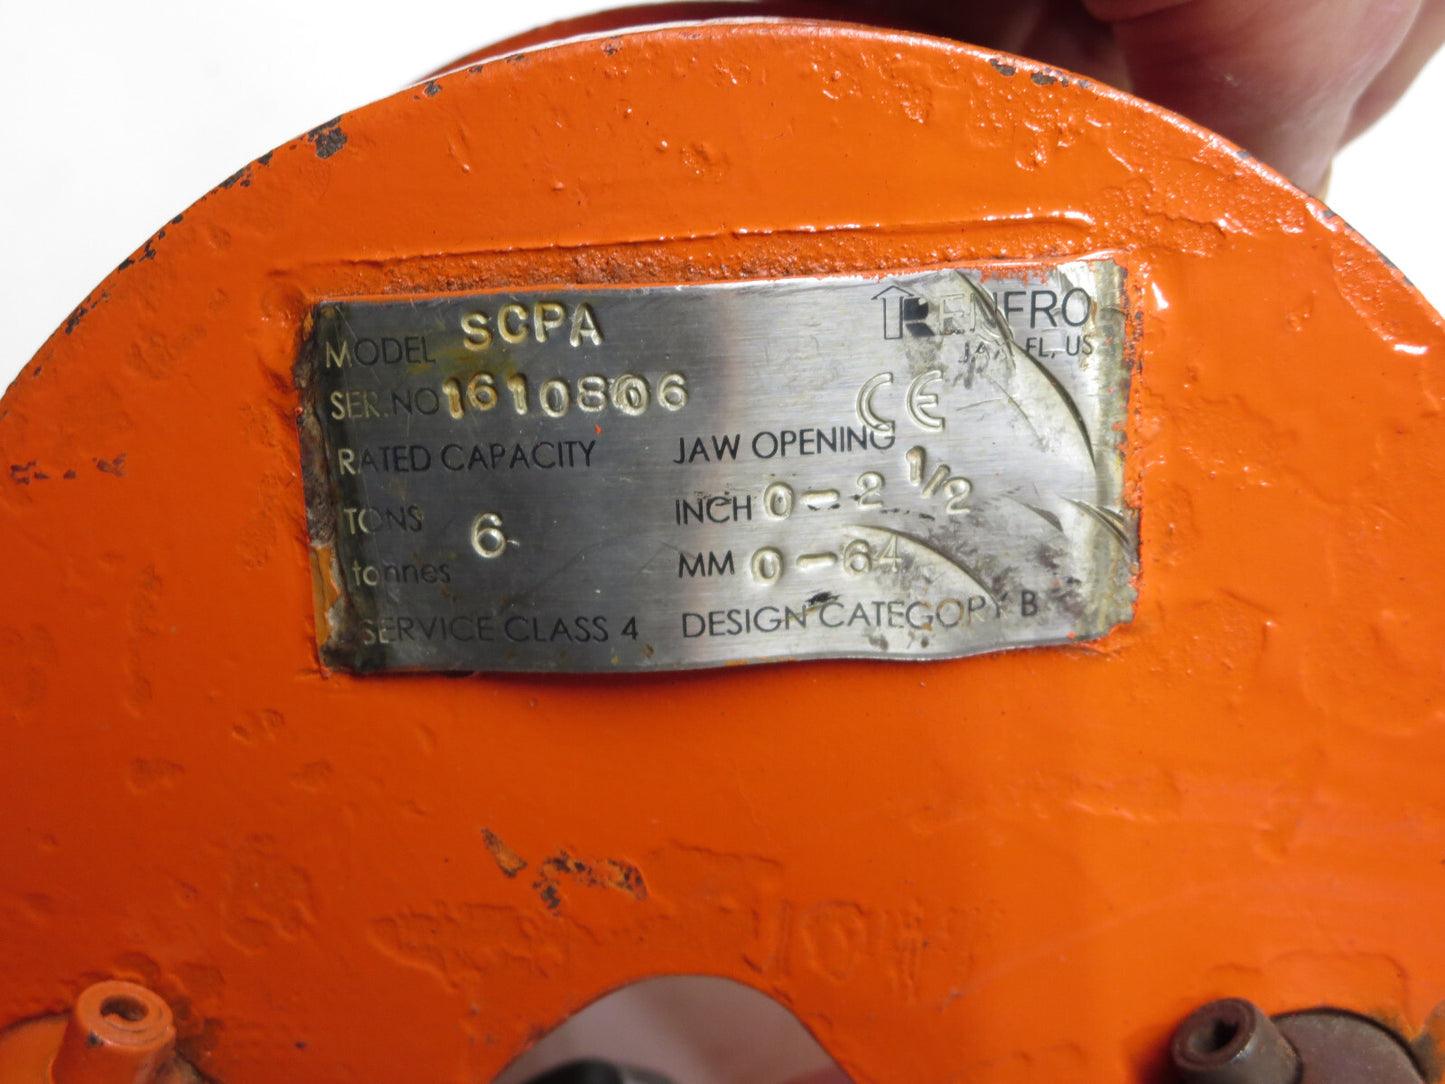 MODEL SCPA RENFRO
JAX, FL, US
SER.NO 1610806 CE
RATED CAPACITY JAW OPENING
TONS 6 INCH 0-2 1/2
tonnes MM 0-64
SERVICE CLASS 4 DESIGN CATEGORY B